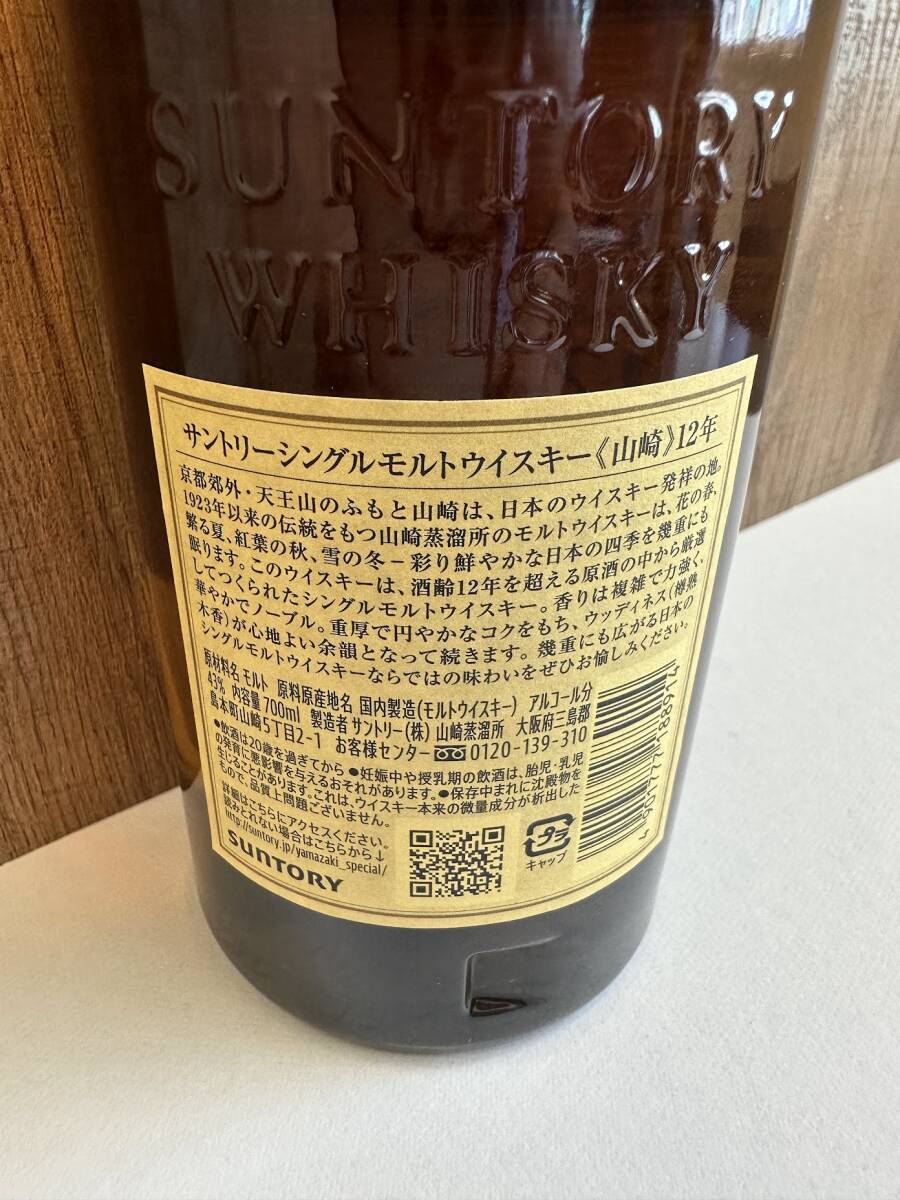 SUNTORY
WHISKY
サントリーシングルモルトウイスキー《山崎》12年
京都郊外・天王山のふもと山崎は、日本のウイスキー発祥の地。
1923年以来の伝統をもつ山崎蒸溜所のモルトウイスキーは、花の春、
繁る夏、紅葉の秋、雪の冬－彩り鮮やかな日本の四季を幾重にも
眠ります。このウイスキーは、酒齢12年を超える原酒の中から厳選
してつくられたシングルモルトウイスキー。香りは複雑で力強く、
華やかでノーブル。重厚で円やかなコクをもち、ウッディネス(樽熟
木香)が心地よい余韻となって続きます。幾重にも広がる日本の
シングルモルトウイスキーならではの味わいをぜひお愉しみください。
原材料名 モルト 原料原産地名 国内製造(モルトウイスキー) アルコール分
43% 内容量700ml 製造者 サントリー(株) 山崎蒸溜所 大阪府三島郡
島本町山崎5丁目2-1 お客様センター 0120-139-310
●飲酒は20歳を過ぎてから ●妊娠中や授乳期の飲酒は、胎児・乳児
の発育に悪影響を与えるおそれがあります。●保存中まれに沈殿物を
生じることがあります。これは、ウイスキー本来の微量成分が析出した
もので、品質上問題ございません。
詳細はこちらにアクセスください。
読みとれない場合はこちらから↓
http://suntory.jp/yamazaki_special/
SUNTORY
プラ
キャップ
4 901777 183914